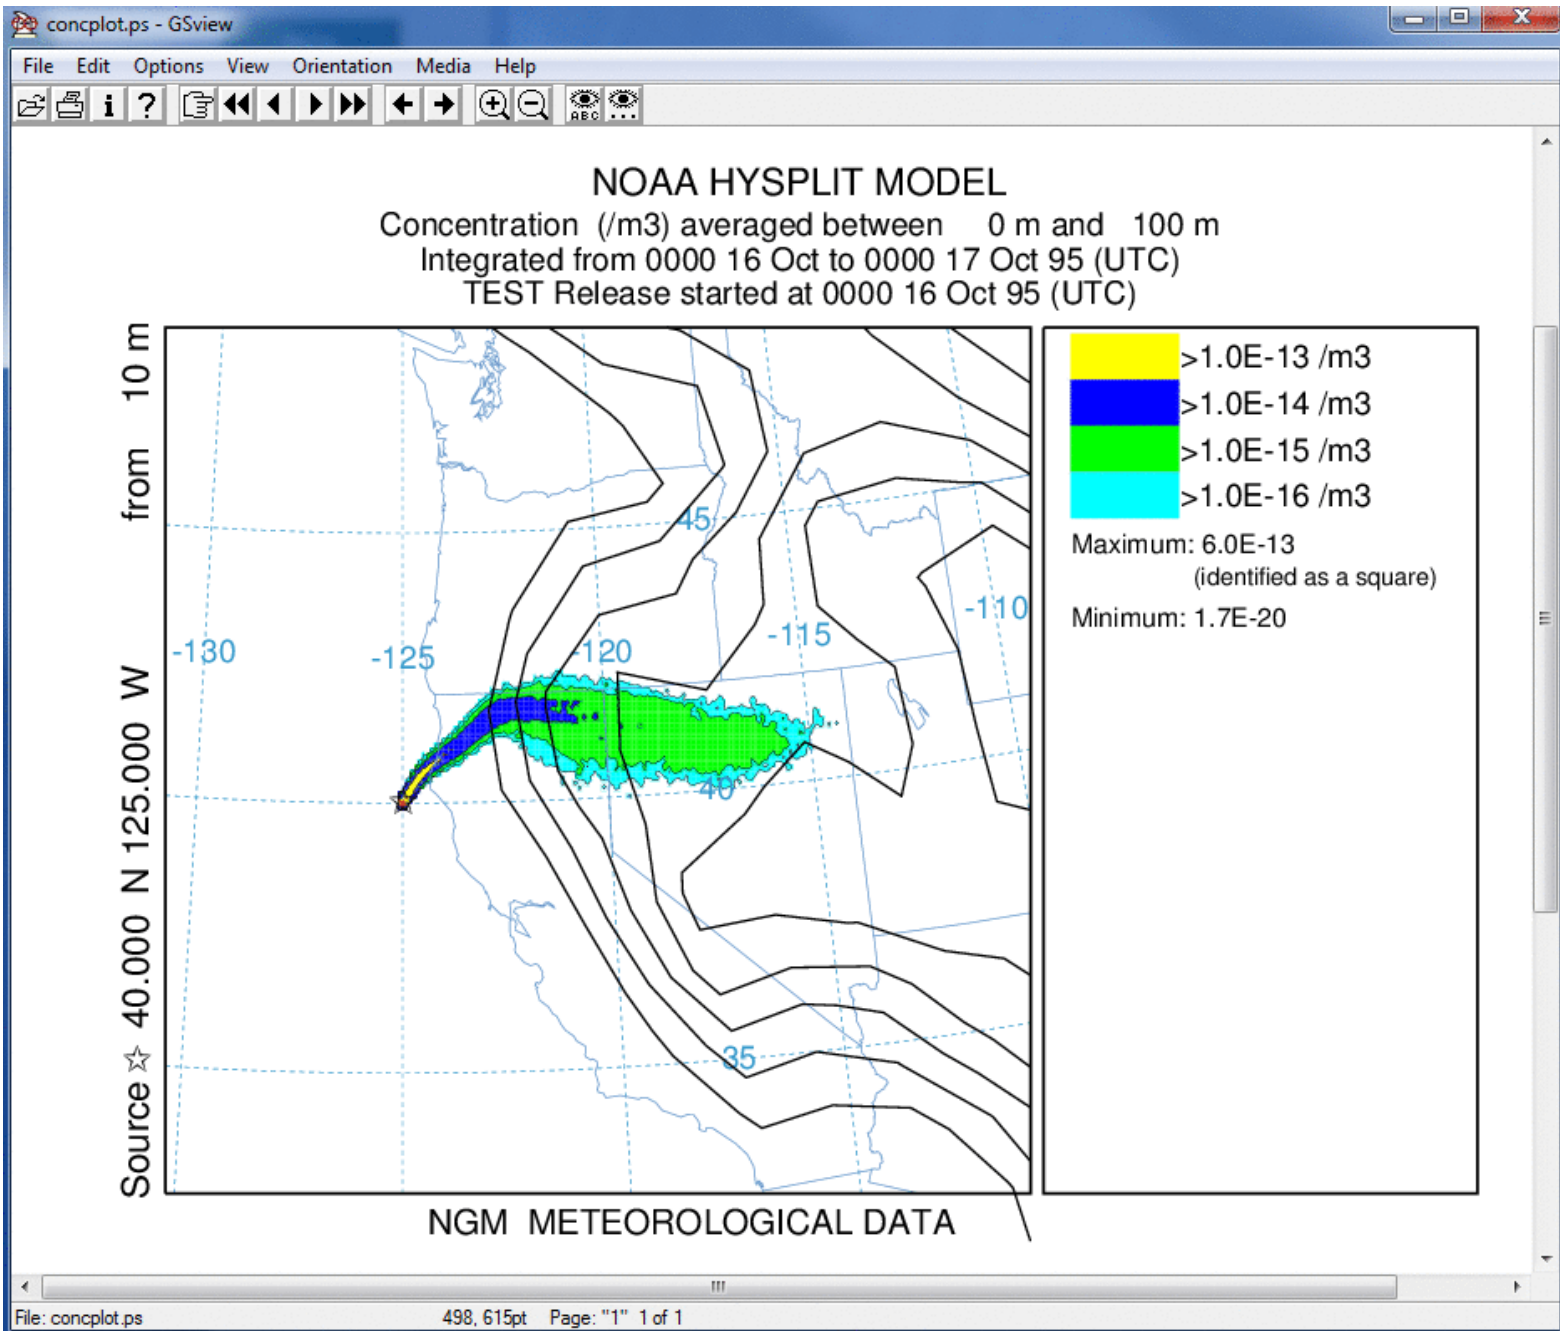 concplot.ps - GSview
File Edit Options View Orientation Media Help
ABC
NOAA HYSPLIT MODEL
Concentration (/m3) averaged between 0 m and 100 m
Integrated from 0000 16 Oct to 0000 17 Oct 95 (UTC)
TEST Release started at 0000 16 Oct 95 (UTC)
Source ☆ 40.000 N 125.000 W from 10 m
45
-110
-115
-120
-125
-130
40
35
>1.0E-13 /m3
>1.0E-14 /m3
>1.0E-15 /m3
>1.0E-16 /m3
Maximum: 6.0E-13
(identified as a square)
Minimum: 1.7E-20
NGM METEOROLOGICAL DATA
File: concplot.ps 498, 615pt Page: "1" 1 of 1